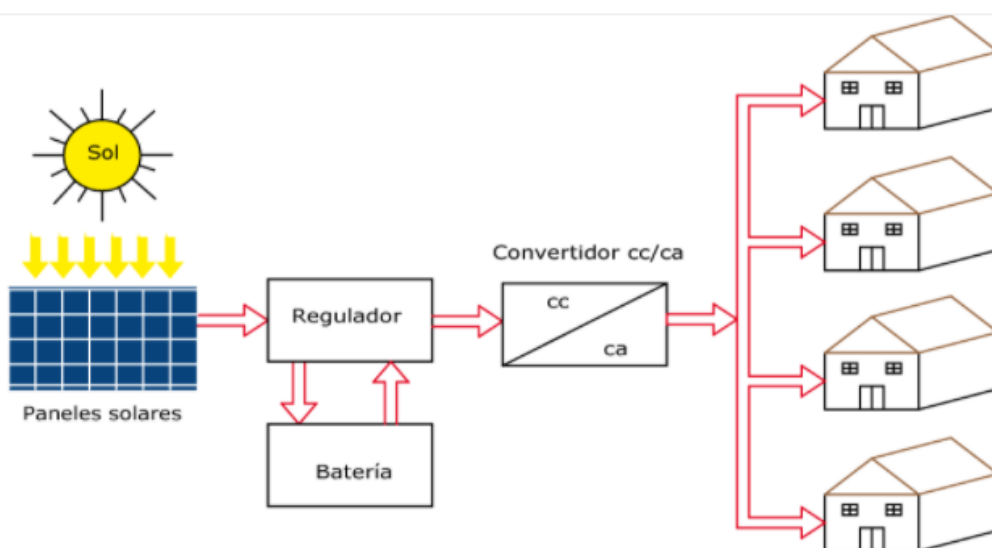 Sol
Convertidor cc/ca
Regulador
cc
ca
Paneles solares
Batería